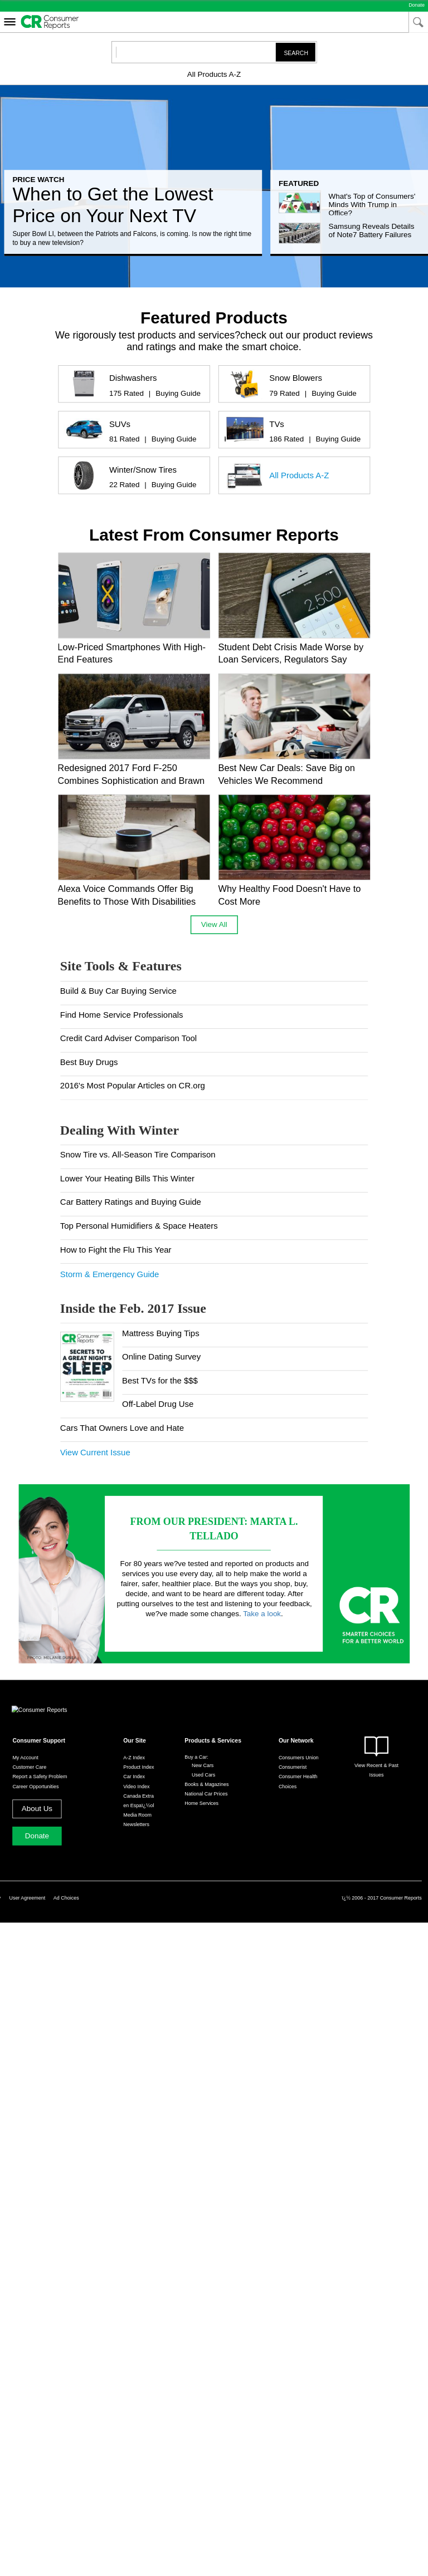 Donate
CR Consumer
Reports
SEARCH
All Products A-Z
PRICE WATCH
When to Get the Lowest
Price on Your Next TV
Super Bowl LI, between the Patriots and Falcons, is coming. Is now the right time
to buy a new television?
FEATURED
What's Top of Consumers'
Minds With Trump in
Office?
Samsung Reveals Details
of Note7 Battery Failures
Featured Products
We rigorously test products and services?check out our product reviews
and ratings and make the smart choice.
Dishwashers
175 Rated | Buying Guide
Snow Blowers
79 Rated | Buying Guide
SUVs
81 Rated | Buying Guide
TVs
186 Rated | Buying Guide
Winter/Snow Tires
22 Rated | Buying Guide
All Products A-Z
Latest From Consumer Reports
2,500
Low-Priced Smartphones With High-
End Features
Student Debt Crisis Made Worse by
Loan Servicers, Regulators Say
Redesigned 2017 Ford F-250
Combines Sophistication and Brawn
Best New Car Deals: Save Big on
Vehicles We Recommend
Alexa Voice Commands Offer Big
Benefits to Those With Disabilities
Why Healthy Food Doesn't Have to
Cost More
View All
Site Tools & Features
Build & Buy Car Buying Service
Find Home Service Professionals
Credit Card Adviser Comparison Tool
Best Buy Drugs
2016's Most Popular Articles on CR.org
Dealing With Winter
Snow Tire vs. All-Season Tire Comparison
Lower Your Heating Bills This Winter
Car Battery Ratings and Buying Guide
Top Personal Humidifiers & Space Heaters
How to Fight the Flu This Year
Storm & Emergency Guide
Inside the Feb. 2017 Issue
CR Consumer
Reports
SECRETS TO
A GREAT NIGHT'S
SLEEP
Mattress Buying Tips
Online Dating Survey
Best TVs for the $$$
Off-Label Drug Use
Cars That Owners Love and Hate
View Current Issue
FROM OUR PRESIDENT: MARTA L.
TELLADO
For 80 years we?ve tested and reported on products and
services you use every day, all to help make the world a
fairer, safer, healthier place. But the ways you shop, buy,
decide, and want to be heard are different today. After
putting ourselves to the test and listening to your feedback,
we?ve made some changes. Take a look.
CR
SMARTER CHOICES
FOR A BETTER WORLD
Consumer Reports
Consumer Support
My Account
Customer Care
Report a Safety Problem
Career Opportunities
About Us
Donate
Our Site
A-Z Index
Product Index
Car Index
Video Index
Canada Extra
en Espaï¿½ol
Media Room
Newsletters
Products & Services
Buy a Car:
New Cars
Used Cars
Books & Magazines
National Car Prices
Home Services
Our Network
Consumers Union
Consumerist
Consumer Health
Choices
View Recent & Past
Issues
User Agreement
Ad Choices
ï¿½ 2006 - 2017 Consumer Reports